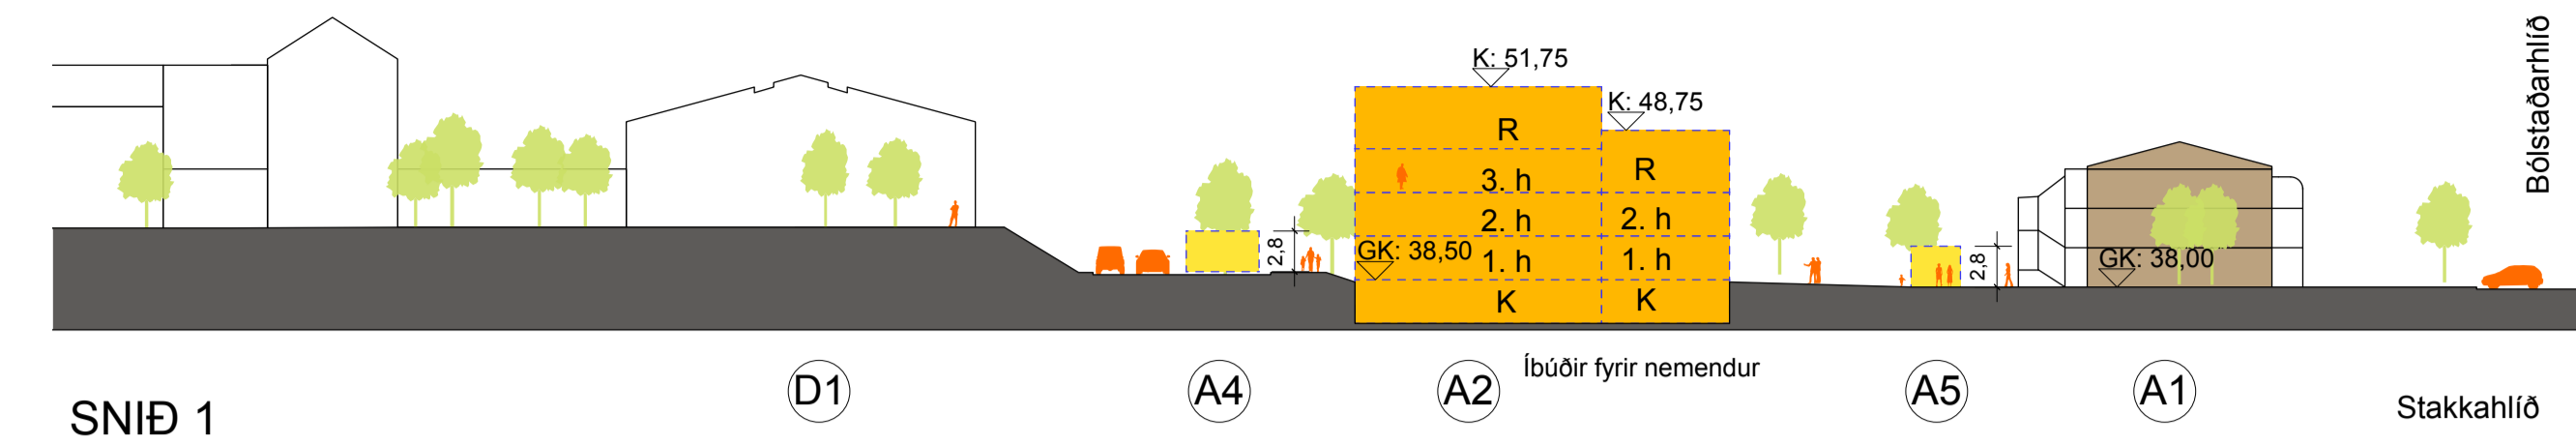 K: 51,75
K: 48,75
Bólstaðarhlíð
R
R
3. h
2. h
2. h
GK: 38,50
1. h
1. h
K
K
2,8
2,8
GK: 38,00
D1
A4
A2
Íbúðir fyrir nemendur
A5
A1
SNIÐ 1
Stakkahlíð